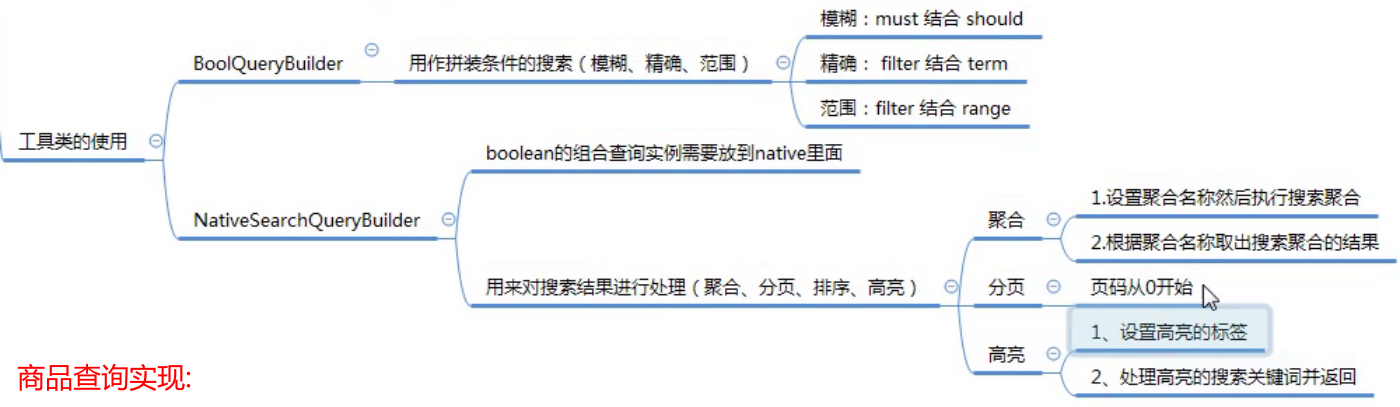 工具类的使用
BoolQueryBuilder
用作拼装条件的搜索（模糊、精确、范围）
模糊：must 结合 should
精确： filter 结合 term
范围：filter 结合 range
NativeSearchQueryBuilder
boolean的组合查询实例需要放到native里面
用来对搜索结果进行处理（聚合、分页、排序、高亮）
聚合
1.设置聚合名称然后执行搜索聚合
2.根据聚合名称取出搜索聚合的结果
分页
页码从0开始
高亮
1、设置高亮的标签
2、处理高亮的搜索关键词并返回
商品查询实现: